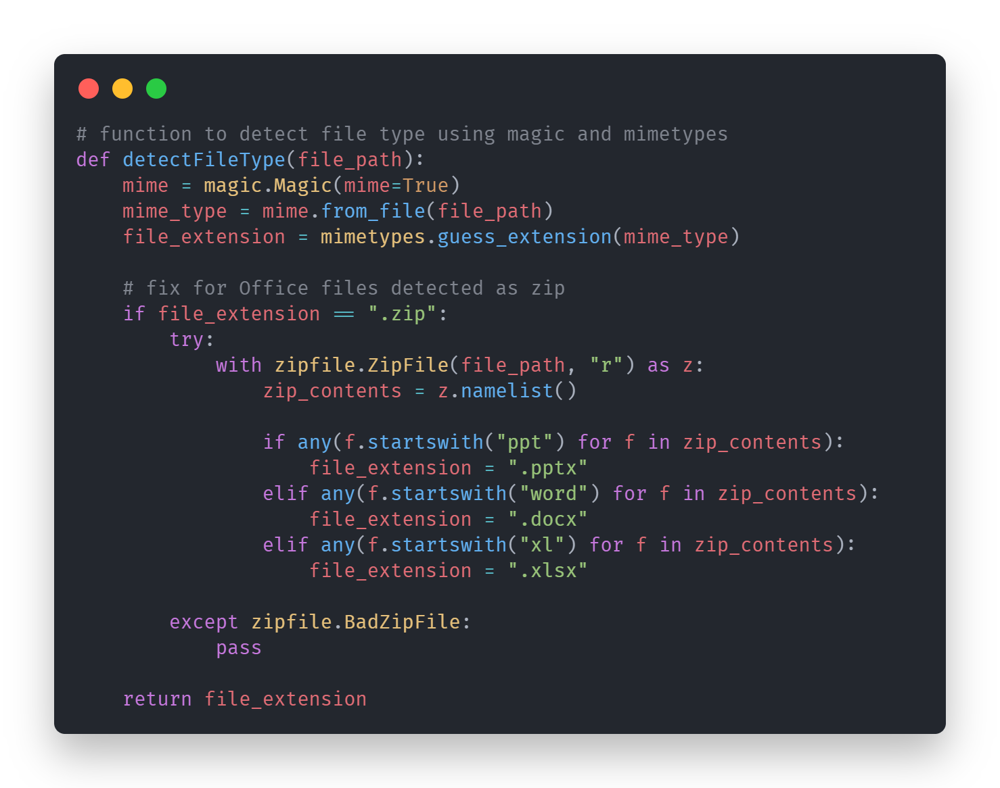 # function to detect file type using magic and mimetypes
def detectFileType(file_path):
    mime = magic.Magic(mime=True)
    mime_type = mime.from_file(file_path)
    file_extension = mimetypes.guess_extension(mime_type)

    # fix for Office files detected as zip
    if file_extension == ".zip":
        try:
            with zipfile.ZipFile(file_path, "r") as z:
                zip_contents = z.namelist()

                if any(f.startswith("ppt") for f in zip_contents):
                    file_extension = ".pptx"
                elif any(f.startswith("word") for f in zip_contents):
                    file_extension = ".docx"
                elif any(f.startswith("xl") for f in zip_contents):
                    file_extension = ".xlsx"

        except zipfile.BadZipFile:
            pass

    return file_extension